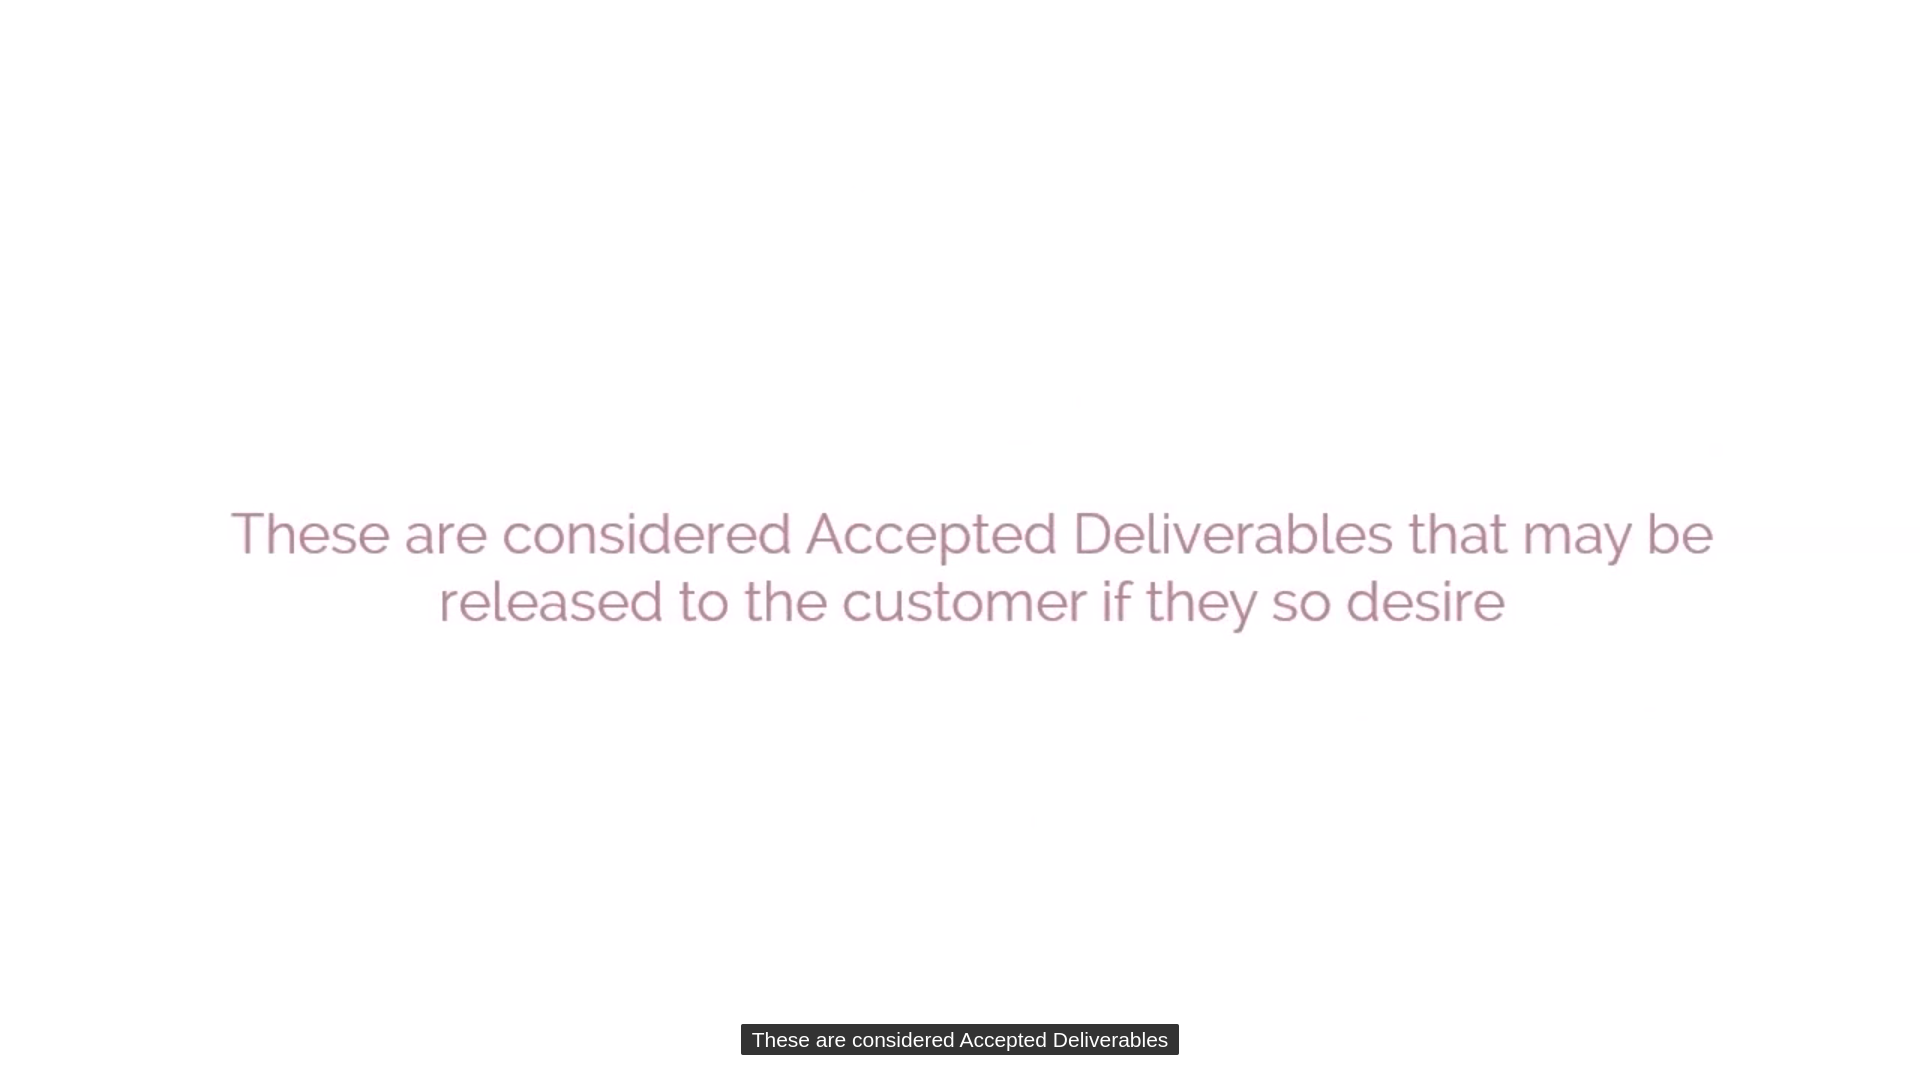 These are considered Accepted Deliverables that may be
released to the customer if they so desire
These are considered Accepted Deliverables